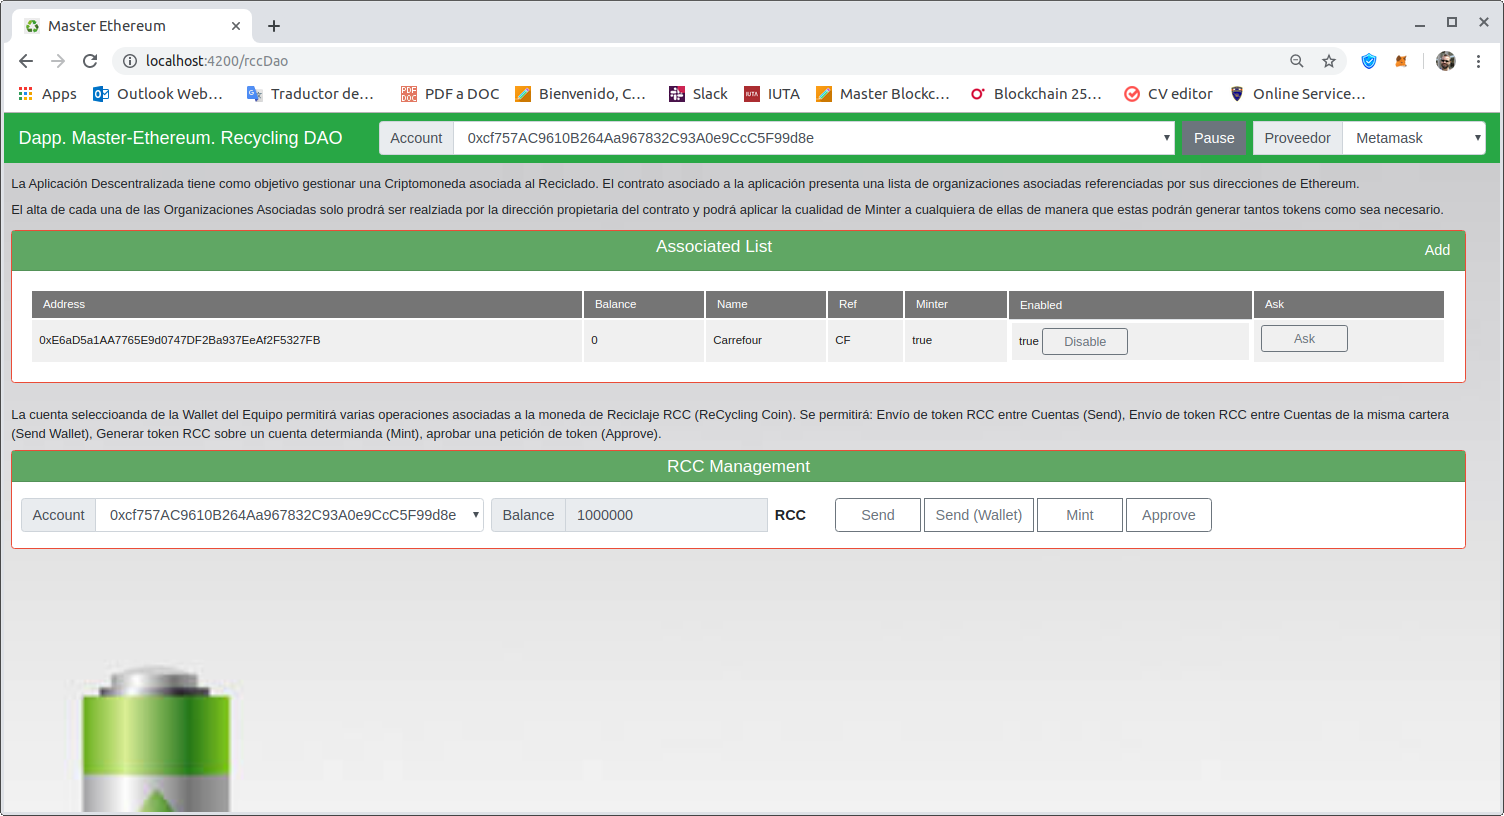 Master Ethereum
localhost:4200/rccDao
Apps Outlook Web... Traductor de... PDF a DOC Bienvenido, C... Slack IUTA Master Blockc... Blockchain 25... CV editor Online Service...
Dapp. Master-Ethereum. Recycling DAO Account 0xcf757AC9610B264Aa967832C93A0e9CcC5F99d8e Pause Proveedor Metamask
La Aplicación Descentralizada tiene como objetivo gestionar una Criptomoneda asociada al Reciclado. El contrato asociado a la aplicación presenta una lista de organizaciones asociadas referenciadas por sus direcciones de Ethereum.
El alta de cada una de las Organizaciones Asociadas solo prodrá ser realziada por la dirección propietaria del contrato y podrá aplicar la cualidad de Minter a cualquiera de ellas de manera que estas podrán generar tantos tokens como sea necesario.
Associated List Add
Address Balance Name Ref Minter Enabled Ask
0xE6aD5a1AA7765E9d0747DF2Ba937EeAf2F5327FB 0 Carrefour CF true true Disable Ask
La cuenta seleccioanda de la Wallet del Equipo permitirá varias operaciones asociadas a la moneda de Reciclaje RCC (ReCycling Coin). Se permitirá: Envío de token RCC entre Cuentas (Send), Envío de token RCC entre Cuentas de la misma cartera
(Send Wallet), Generar token RCC sobre un cuenta determianda (Mint), aprobar una petición de token (Approve).
RCC Management
Account 0xcf757AC9610B264Aa967832C93A0e9CcC5F99d8e Balance 1000000 RCC Send Send (Wallet) Mint Approve